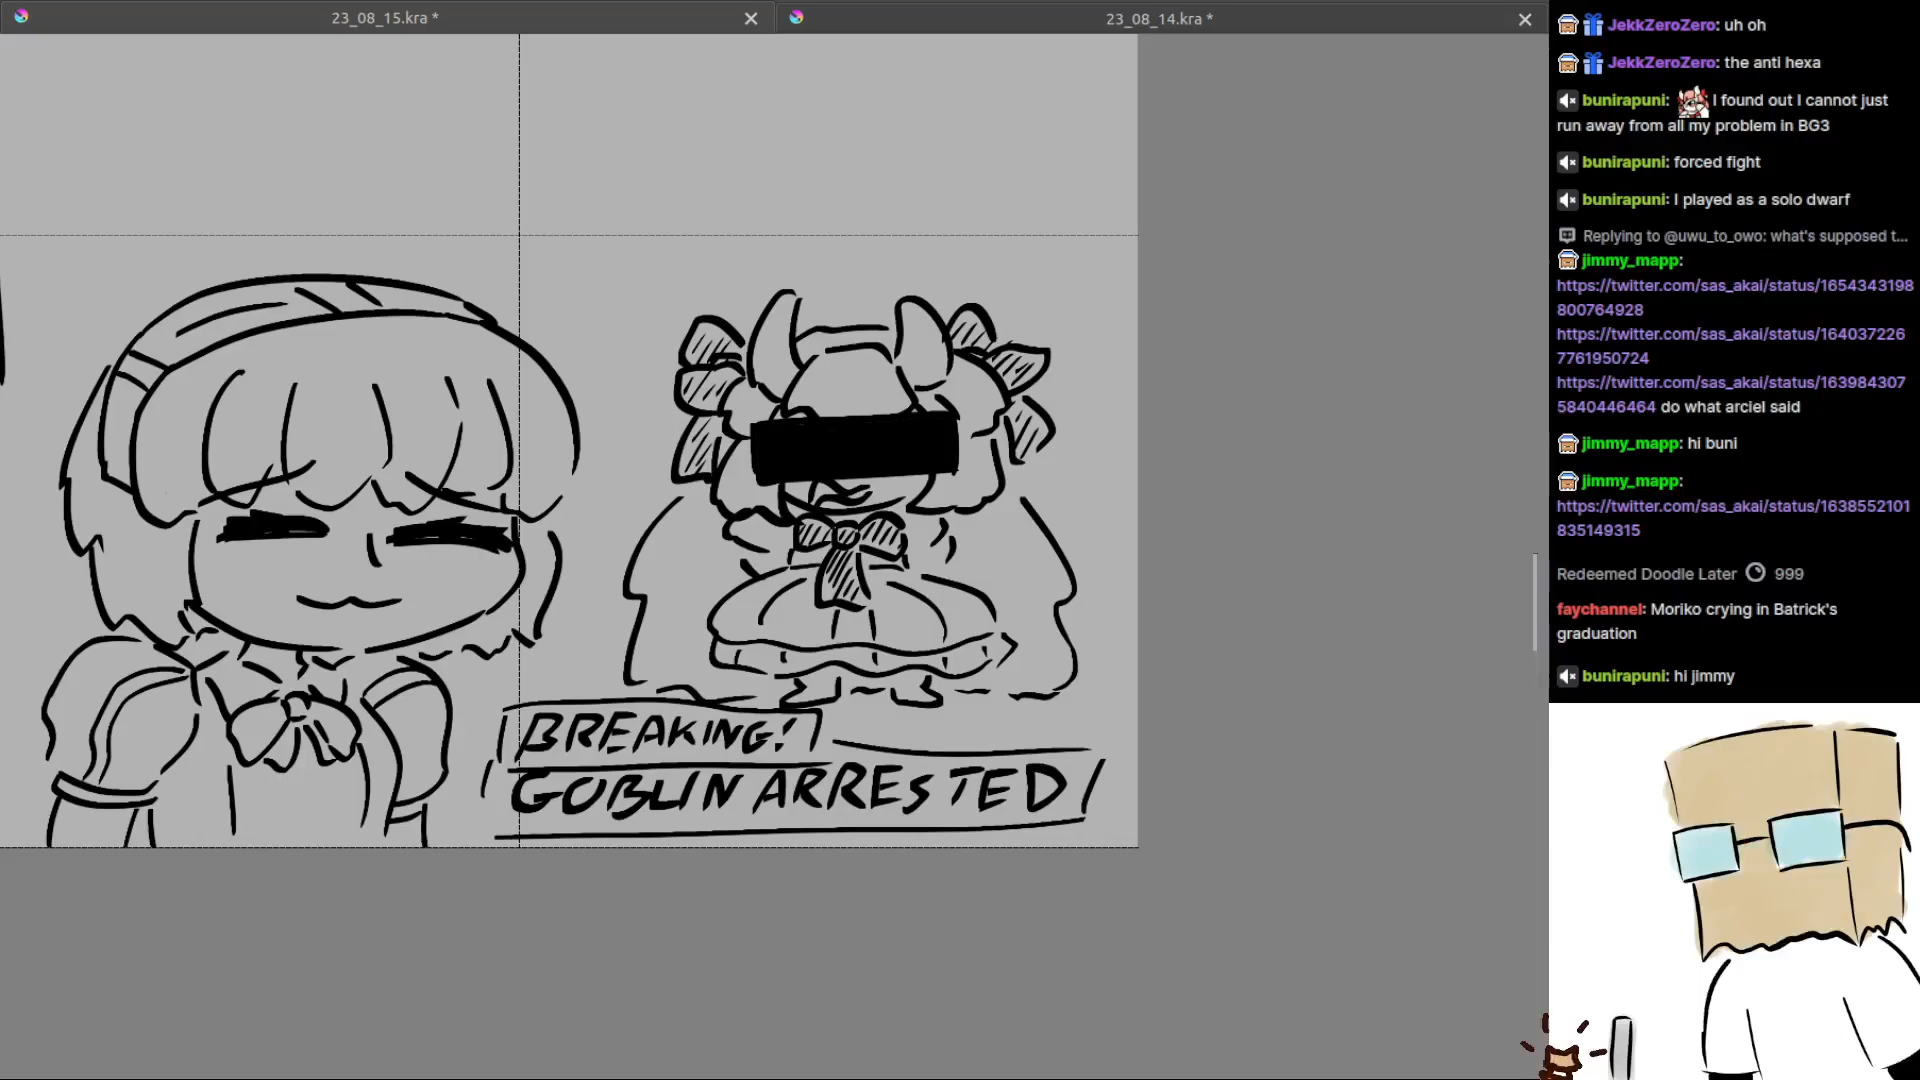 23_08_15.kra *
23_08_14.kra *
BREAKING!
GOBLIN ARRESTED
JekkZeroZero: uh oh
JekkZeroZero: the anti hexa
bunirapuni: I found out I cannot just
run away from all my problem in BG3
bunirapuni: forced fight
bunirapuni: I played as a solo dwarf
Replying to @uwu_to_owo: what's supposed t...
jimmy_mapp:
https://twitter.com/sas_akai/status/1654343198
800764928
https://twitter.com/sas_akai/status/164037226
7761950724
https://twitter.com/sas_akai/status/163984307
5840446464 do what arciel said
jimmy_mapp: hi buni
jimmy_mapp:
https://twitter.com/sas_akai/status/1638552101
835149315
Redeemed Doodle Later 999
faychannel: Moriko crying in Batrick's
graduation
bunirapuni: hi jimmy